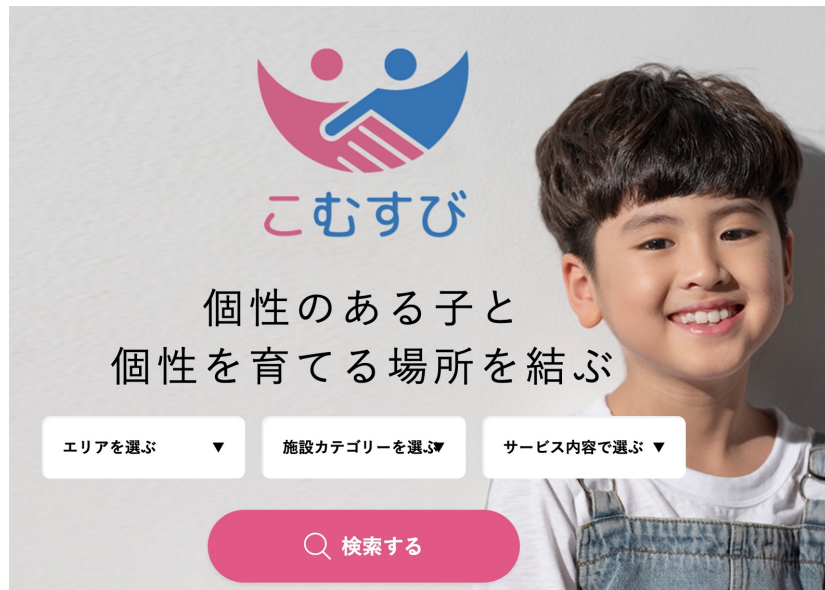 こむすび
個性のある子と
個性を育てる場所を結ぶ
エリアを選ぶ ▼
施設カテゴリーを選ぶ ▼
サービス内容で選ぶ ▼
検索する